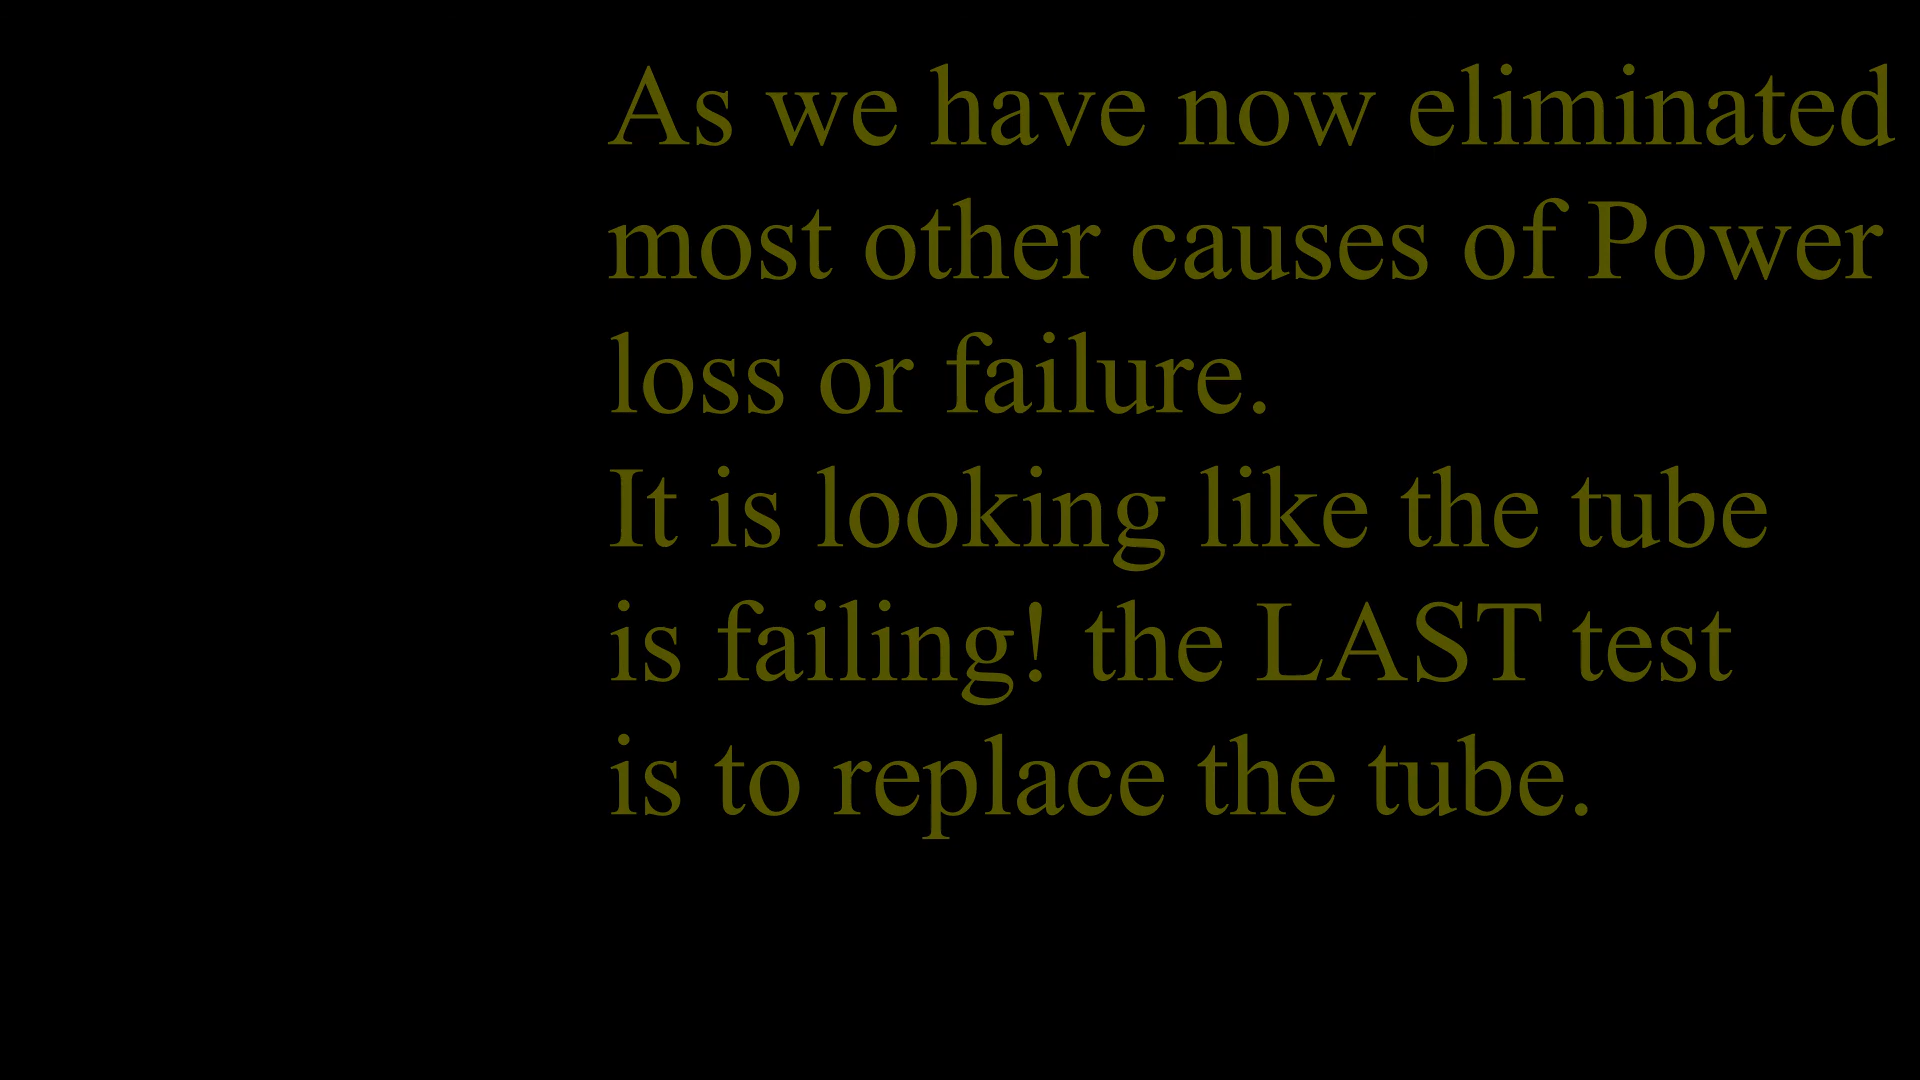 As we have now eliminated
most other causes of Power
loss or failure.
It is looking like the tube
is failing! the LAST test
is to replace the tube.